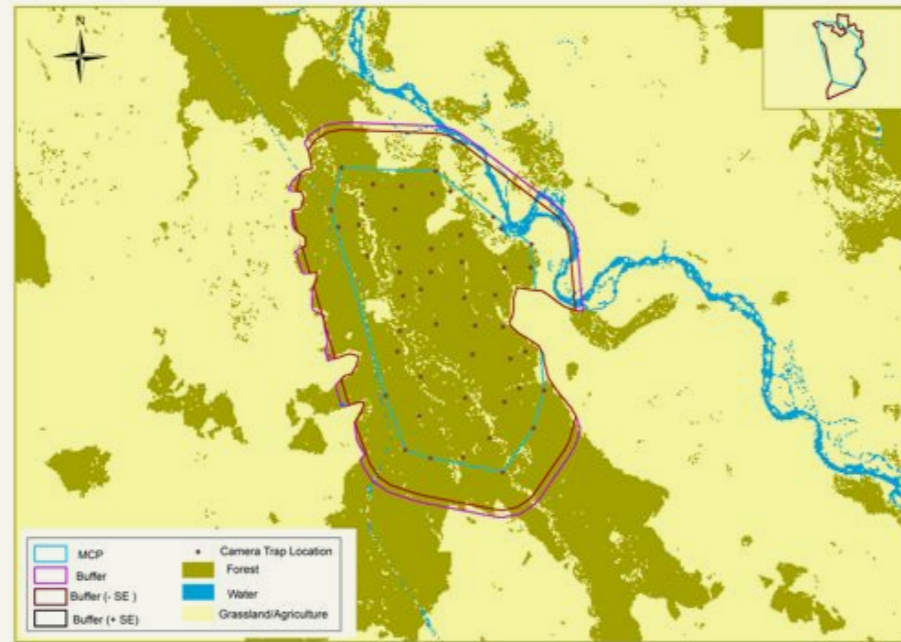 N
MCP
Buffer
Buffer (- SE )
Buffer (+ SE)
Camera Trap Location
Forest
Water
Grassland/Agriculture